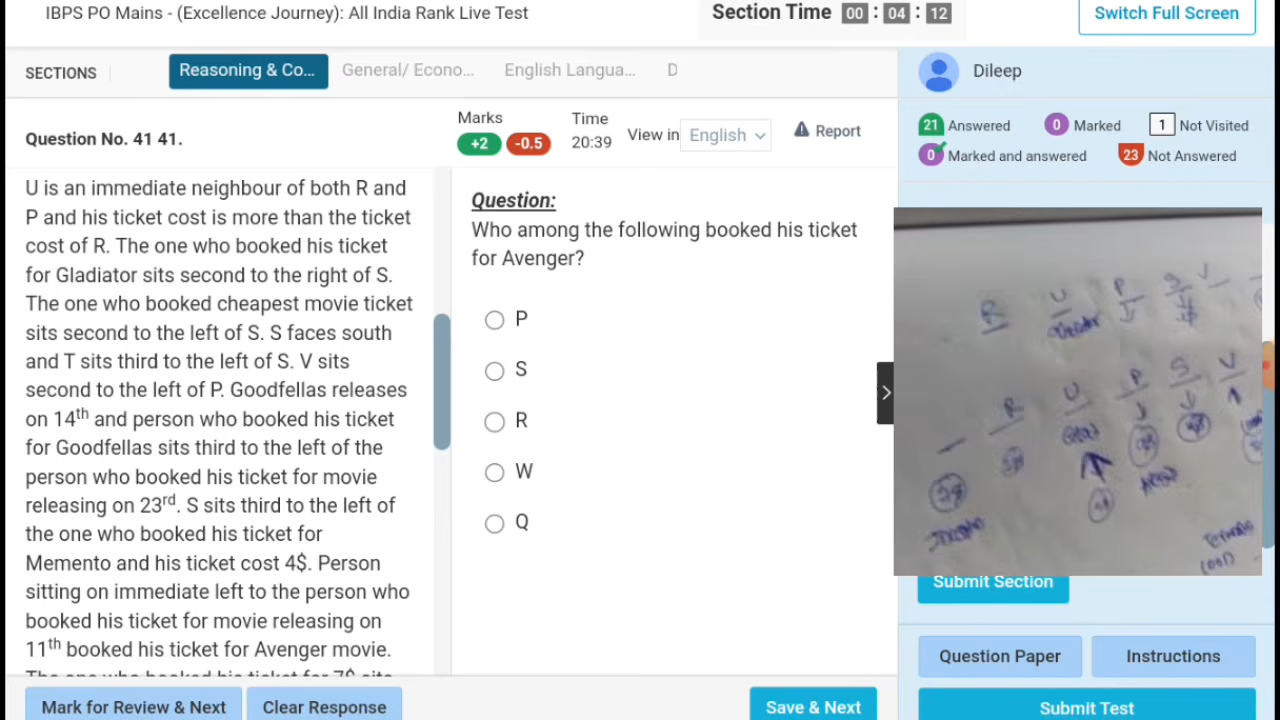 IBPS PO Mains - (Excellence Journey): All India Rank Live Test
Section Time 00 : 04 : 12
Switch Full Screen
SECTIONS
Reasoning & Co...
General/ Econo...
English Langua...
D
Dileep
Question No. 41 41.
Marks
+2 -0.5
Time
20:39
View in English
Report
21 Answered
0 Marked
1 Not Visited
0 Marked and answered
23 Not Answered
U is an immediate neighbour of both R and
P and his ticket cost is more than the ticket
cost of R. The one who booked his ticket
for Gladiator sits second to the right of S.
The one who booked cheapest movie ticket
sits second to the left of S. S faces south
and T sits third to the left of S. V sits
second to the left of P. Goodfellas releases
on 14th and person who booked his ticket
for Goodfellas sits third to the left of the
person who booked his ticket for movie
releasing on 23rd. S sits third to the left of
the one who booked his ticket for
Memento and his ticket cost 4$. Person
sitting on immediate left to the person who
booked his ticket for movie releasing on
11th booked his ticket for Avenger movie.
The one who booked his ticket for 7$ sits
Question:
Who among the following booked his ticket
for Avenger?
P
S
R
W
Q
R U P S V
R U P S V
Submit Section
Question Paper
Instructions
Mark for Review & Next
Clear Response
Save & Next
Submit Test